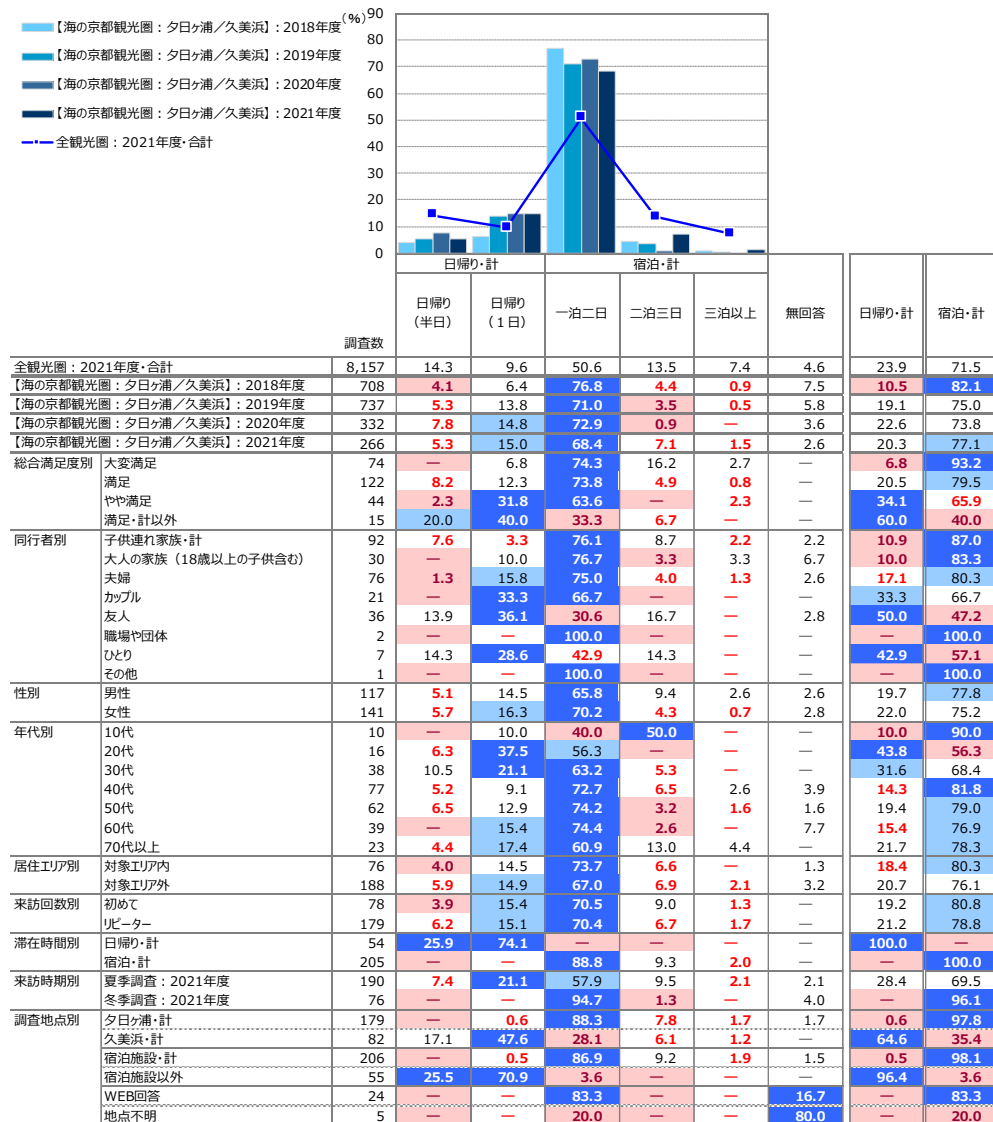 【海の京都観光圏：夕日ヶ浦／久美浜】：2018年度
【海の京都観光圏：夕日ヶ浦／久美浜】：2019年度
【海の京都観光圏：夕日ヶ浦／久美浜】：2020年度
【海の京都観光圏：夕日ヶ浦／久美浜】：2021年度
全観光圏：2021年度・合計
(%)
90
80
70
60
50
40
30
20
10
0
日帰り・計 宿泊・計
調査数 日帰り（半日） 日帰り（１日） 一泊二日 二泊三日 三泊以上 無回答 日帰り・計 宿泊・計
全観光圏：2021年度・合計 8,157 14.3 9.6 50.6 13.5 7.4 4.6 23.9 71.5
【海の京都観光圏：夕日ヶ浦／久美浜】：2018年度 708 4.1 6.4 76.8 4.4 0.9 7.5 10.5 82.1
【海の京都観光圏：夕日ヶ浦／久美浜】：2019年度 737 5.3 13.8 71.0 3.5 0.5 5.8 19.1 75.0
【海の京都観光圏：夕日ヶ浦／久美浜】：2020年度 332 7.8 14.8 72.9 0.9 — 3.6 22.6 73.8
【海の京都観光圏：夕日ヶ浦／久美浜】：2021年度 266 5.3 15.0 68.4 7.1 1.5 2.6 20.3 77.1
総合満足度別 大変満足 74 — 6.8 74.3 16.2 2.7 — 6.8 93.2
満足 122 8.2 12.3 73.8 4.9 0.8 — 20.5 79.5
やや満足 44 2.3 31.8 63.6 — 2.3 — 34.1 65.9
満足・計以外 15 20.0 40.0 33.3 6.7 — — 60.0 40.0
同行者別 子供連れ家族・計 92 7.6 3.3 76.1 8.7 2.2 2.2 10.9 87.0
大人の家族（18歳以上の子供含む） 30 — 10.0 76.7 3.3 3.3 6.7 10.0 83.3
夫婦 76 1.3 15.8 75.0 4.0 1.3 2.6 17.1 80.3
カップル 21 — 33.3 66.7 — — — 33.3 66.7
友人 36 13.9 36.1 30.6 16.7 — 2.8 50.0 47.2
職場や団体 2 — — 100.0 — — — — 100.0
ひとり 7 14.3 28.6 42.9 14.3 — — 42.9 57.1
その他 1 — — 100.0 — — — — 100.0
性別 男性 117 5.1 14.5 65.8 9.4 2.6 2.6 19.7 77.8
女性 141 5.7 16.3 70.2 4.3 0.7 2.8 22.0 75.2
年代別 10代 10 — 10.0 40.0 50.0 — — 10.0 90.0
20代 16 6.3 37.5 56.3 — — — 43.8 56.3
30代 38 10.5 21.1 63.2 5.3 — — 31.6 68.4
40代 77 5.2 9.1 72.7 6.5 2.6 3.9 14.3 81.8
50代 62 6.5 12.9 74.2 3.2 1.6 1.6 19.4 79.0
60代 39 — 15.4 74.4 2.6 — 7.7 15.4 76.9
70代以上 23 4.4 17.4 60.9 13.0 4.4 — 21.7 78.3
居住エリア別 対象エリア内 76 4.0 14.5 73.7 6.6 — 1.3 18.4 80.3
対象エリア外 188 5.9 14.9 67.0 6.9 2.1 3.2 20.7 76.1
来訪回数別 初めて 78 3.9 15.4 70.5 9.0 1.3 — 19.2 80.8
リピーター 179 6.2 15.1 70.4 6.7 1.7 — 21.2 78.8
滞在時間別 日帰り・計 54 25.9 74.1 — — — — 100.0 —
宿泊・計 205 — — 88.8 9.3 2.0 — — 100.0
来訪時期別 夏季調査：2021年度 190 7.4 21.1 57.9 9.5 2.1 2.1 28.4 69.5
冬季調査：2021年度 76 — — 94.7 1.3 — 4.0 — 96.1
調査地点別 夕日ヶ浦・計 179 — 0.6 88.3 7.8 1.7 1.7 0.6 97.8
久美浜・計 82 17.1 47.6 28.1 6.1 1.2 — 64.6 35.4
宿泊施設・計 206 — 0.5 86.9 9.2 1.9 1.5 0.5 98.1
宿泊施設以外 55 25.5 70.9 3.6 — — — 96.4 3.6
WEB回答 24 — — 83.3 — — 16.7 — 83.3
地点不明 5 — — 20.0 — — 80.0 — 20.0